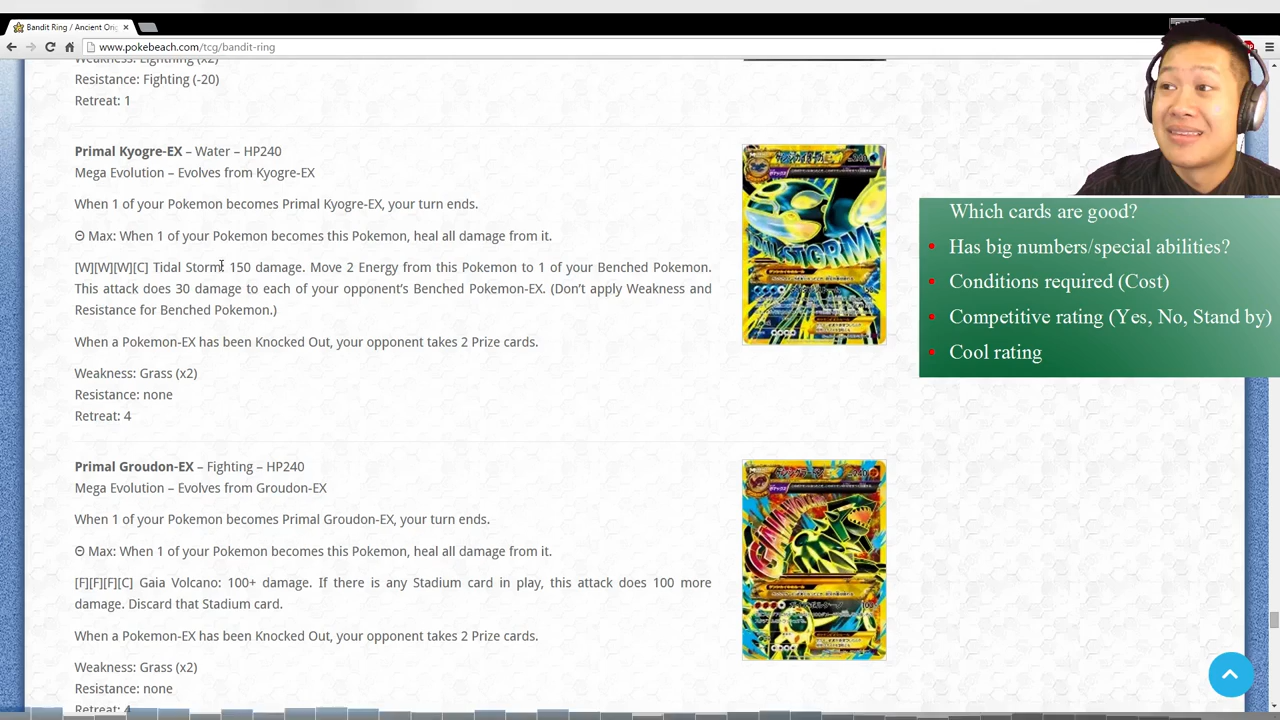 Bandit Ring / Ancient Ori
www.pokebeach.com/tcg/bandit-ring
Weakness: Lightning (x2)
Resistance: Fighting (-20)
Retreat: 1
Primal Kyogre-EX – Water – HP240
Mega Evolution – Evolves from Kyogre-EX
When 1 of your Pokemon becomes Primal Kyogre-EX, your turn ends.
Θ Max: When 1 of your Pokemon becomes this Pokemon, heal all damage from it.
[W][W][W][C] Tidal Storm 150 damage. Move 2 Energy from this Pokemon to 1 of your Benched Pokemon.
This attack does 30 damage to each of your opponent's Benched Pokemon-EX. (Don't apply Weakness and
Resistance for Benched Pokemon.)
When a Pokemon-EX has been Knocked Out, your opponent takes 2 Prize cards.
Weakness: Grass (x2)
Resistance: none
Retreat: 4
Primal Groudon-EX – Fighting – HP240
Mega Evolution – Evolves from Groudon-EX
When 1 of your Pokemon becomes Primal Groudon-EX, your turn ends.
Θ Max: When 1 of your Pokemon becomes this Pokemon, heal all damage from it.
[F][F][F][C] Gaia Volcano: 100+ damage. If there is any Stadium card in play, this attack does 100 more
damage. Discard that Stadium card.
When a Pokemon-EX has been Knocked Out, your opponent takes 2 Prize cards.
Weakness: Grass (x2)
Resistance: none
Retreat: 4
Which cards are good?
Has big numbers/special abilities?
Conditions required (Cost)
Competitive rating (Yes, No, Stand by)
Cool rating